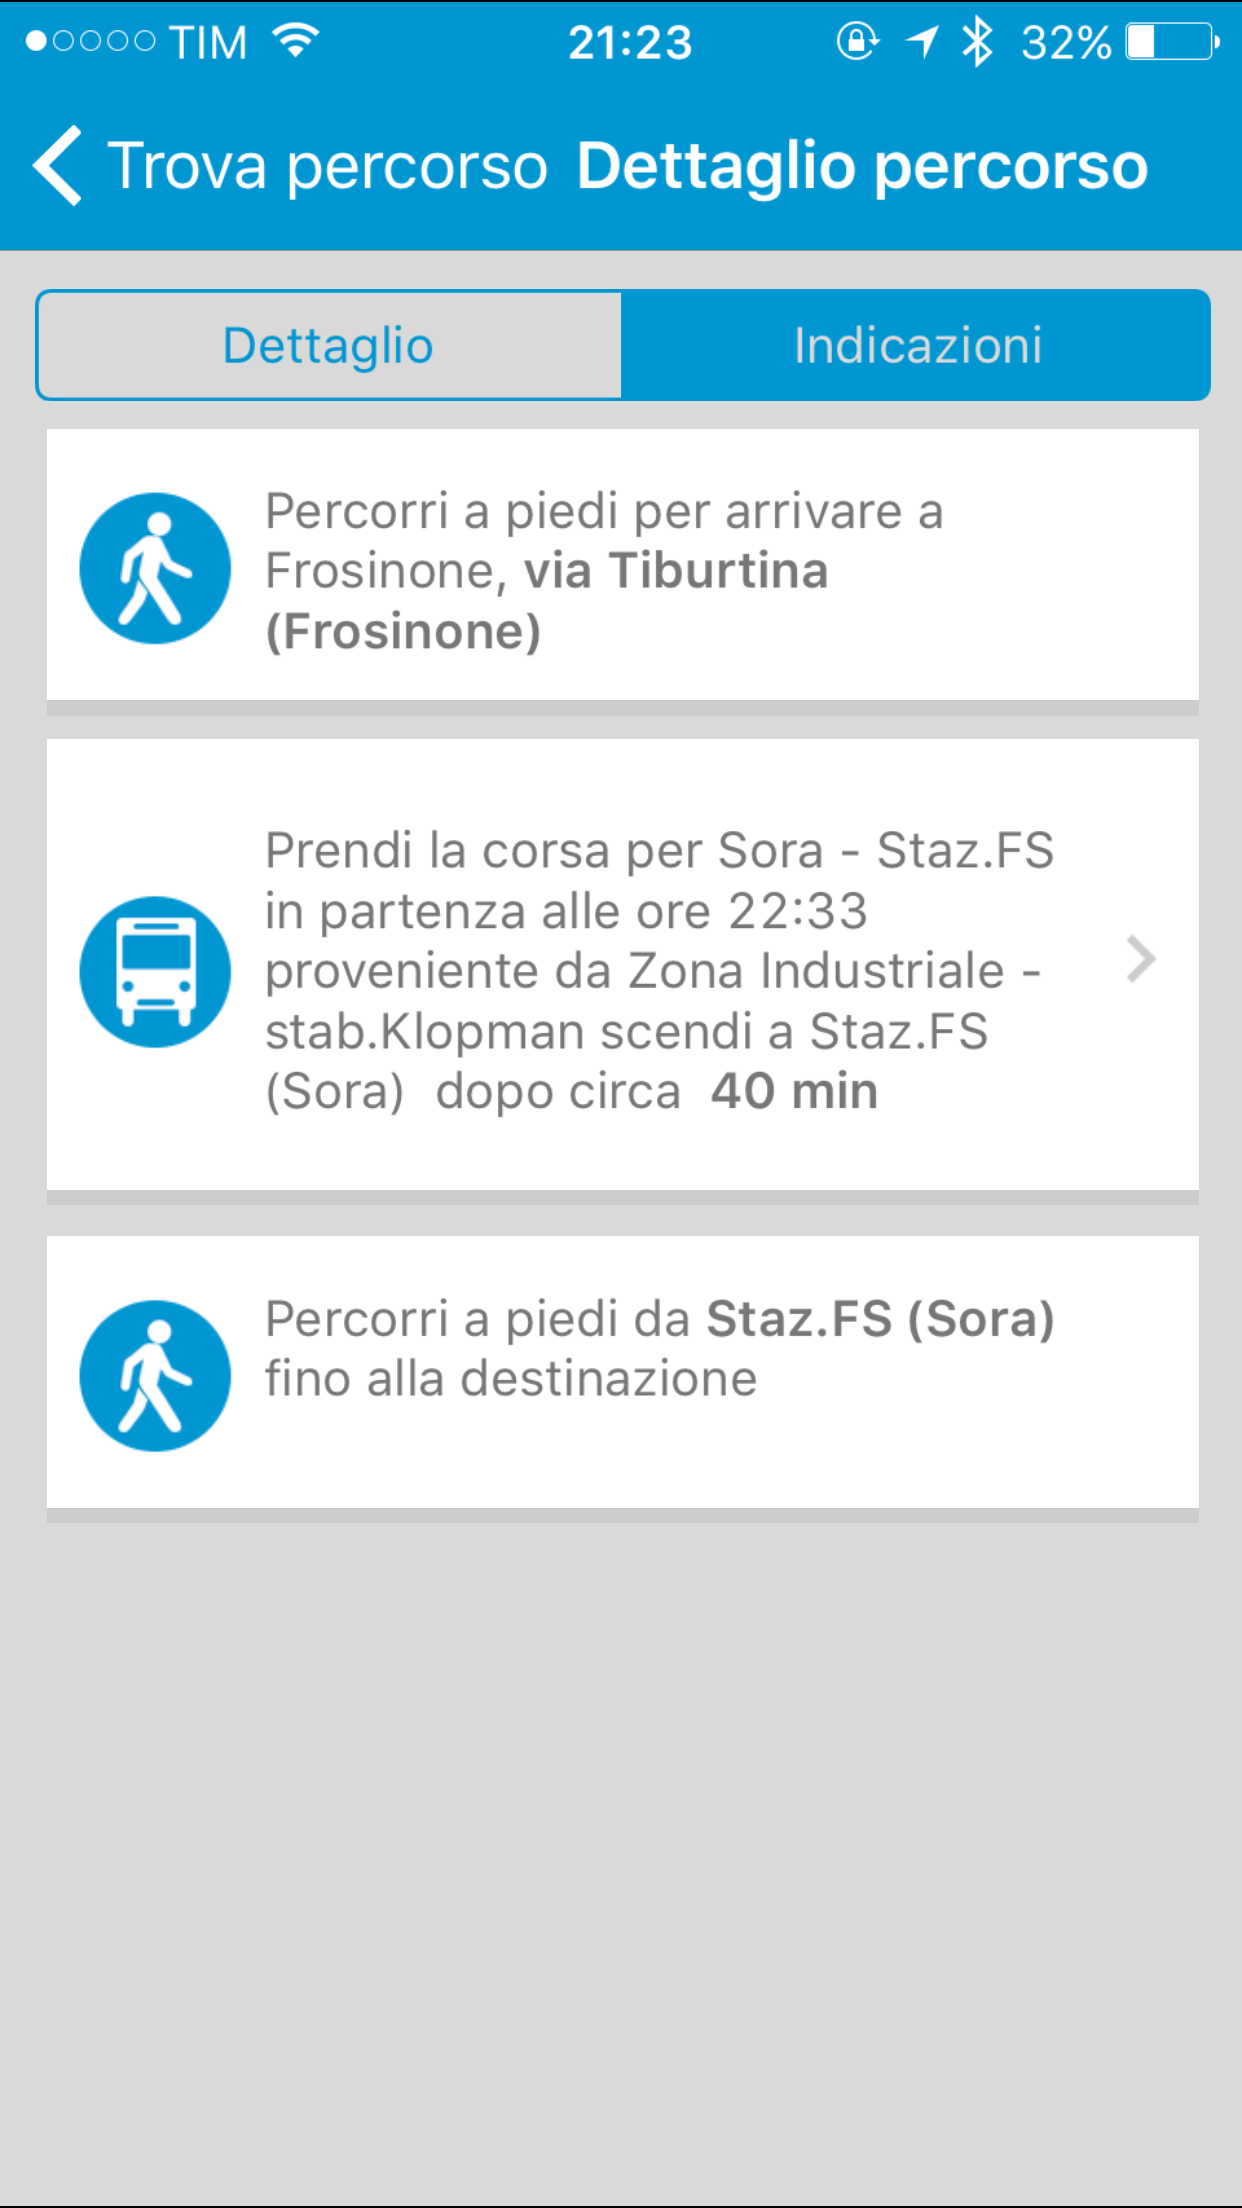 TIM 21:23 32%
Trova percorso Dettaglio percorso
Dettaglio Indicazioni
Percorri a piedi per arrivare a
Frosinone, via Tiburtina
(Frosinone)
Prendi la corsa per Sora - Staz.FS
in partenza alle ore 22:33
proveniente da Zona Industriale -
stab.Klopman scendi a Staz.FS
(Sora) dopo circa 40 min
Percorri a piedi da Staz.FS (Sora)
fino alla destinazione